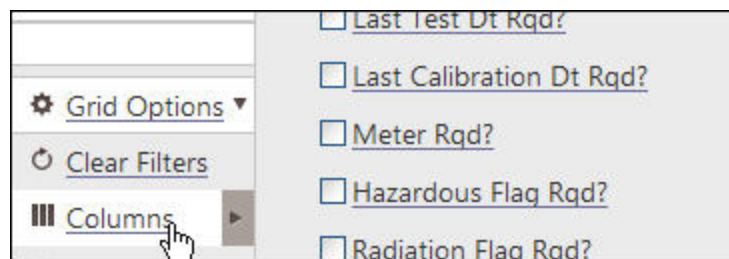 Last Test Dt Rqd?
Last Calibration Dt Rqd?
Grid Options
Meter Rqd?
Clear Filters
Hazardous Flag Rqd?
Columns
Radiation Flag Rqd?